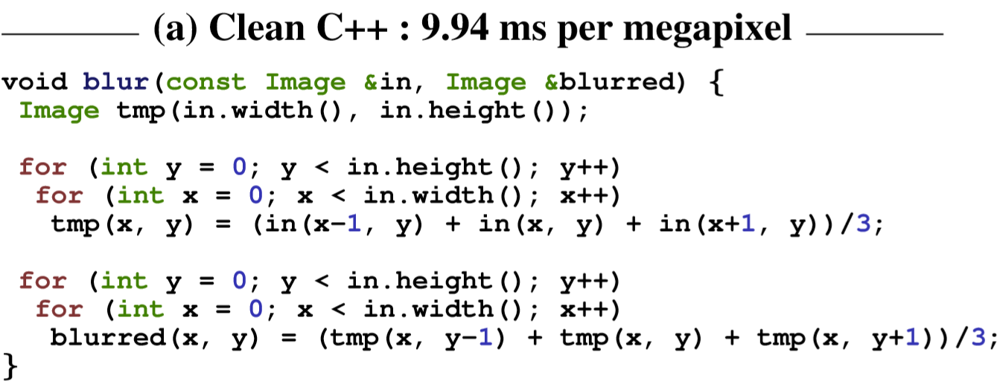 (a) Clean C++ : 9.94 ms per megapixel
void blur(const Image &in, Image &blurred) {
 Image tmp(in.width(), in.height());
 for (int y = 0; y < in.height(); y++)
  for (int x = 0; x < in.width(); x++)
   tmp(x, y) = (in(x-1, y) + in(x, y) + in(x+1, y))/3;
 for (int y = 0; y < in.height(); y++)
  for (int x = 0; x < in.width(); x++)
   blurred(x, y) = (tmp(x, y-1) + tmp(x, y) + tmp(x, y+1))/3;
}